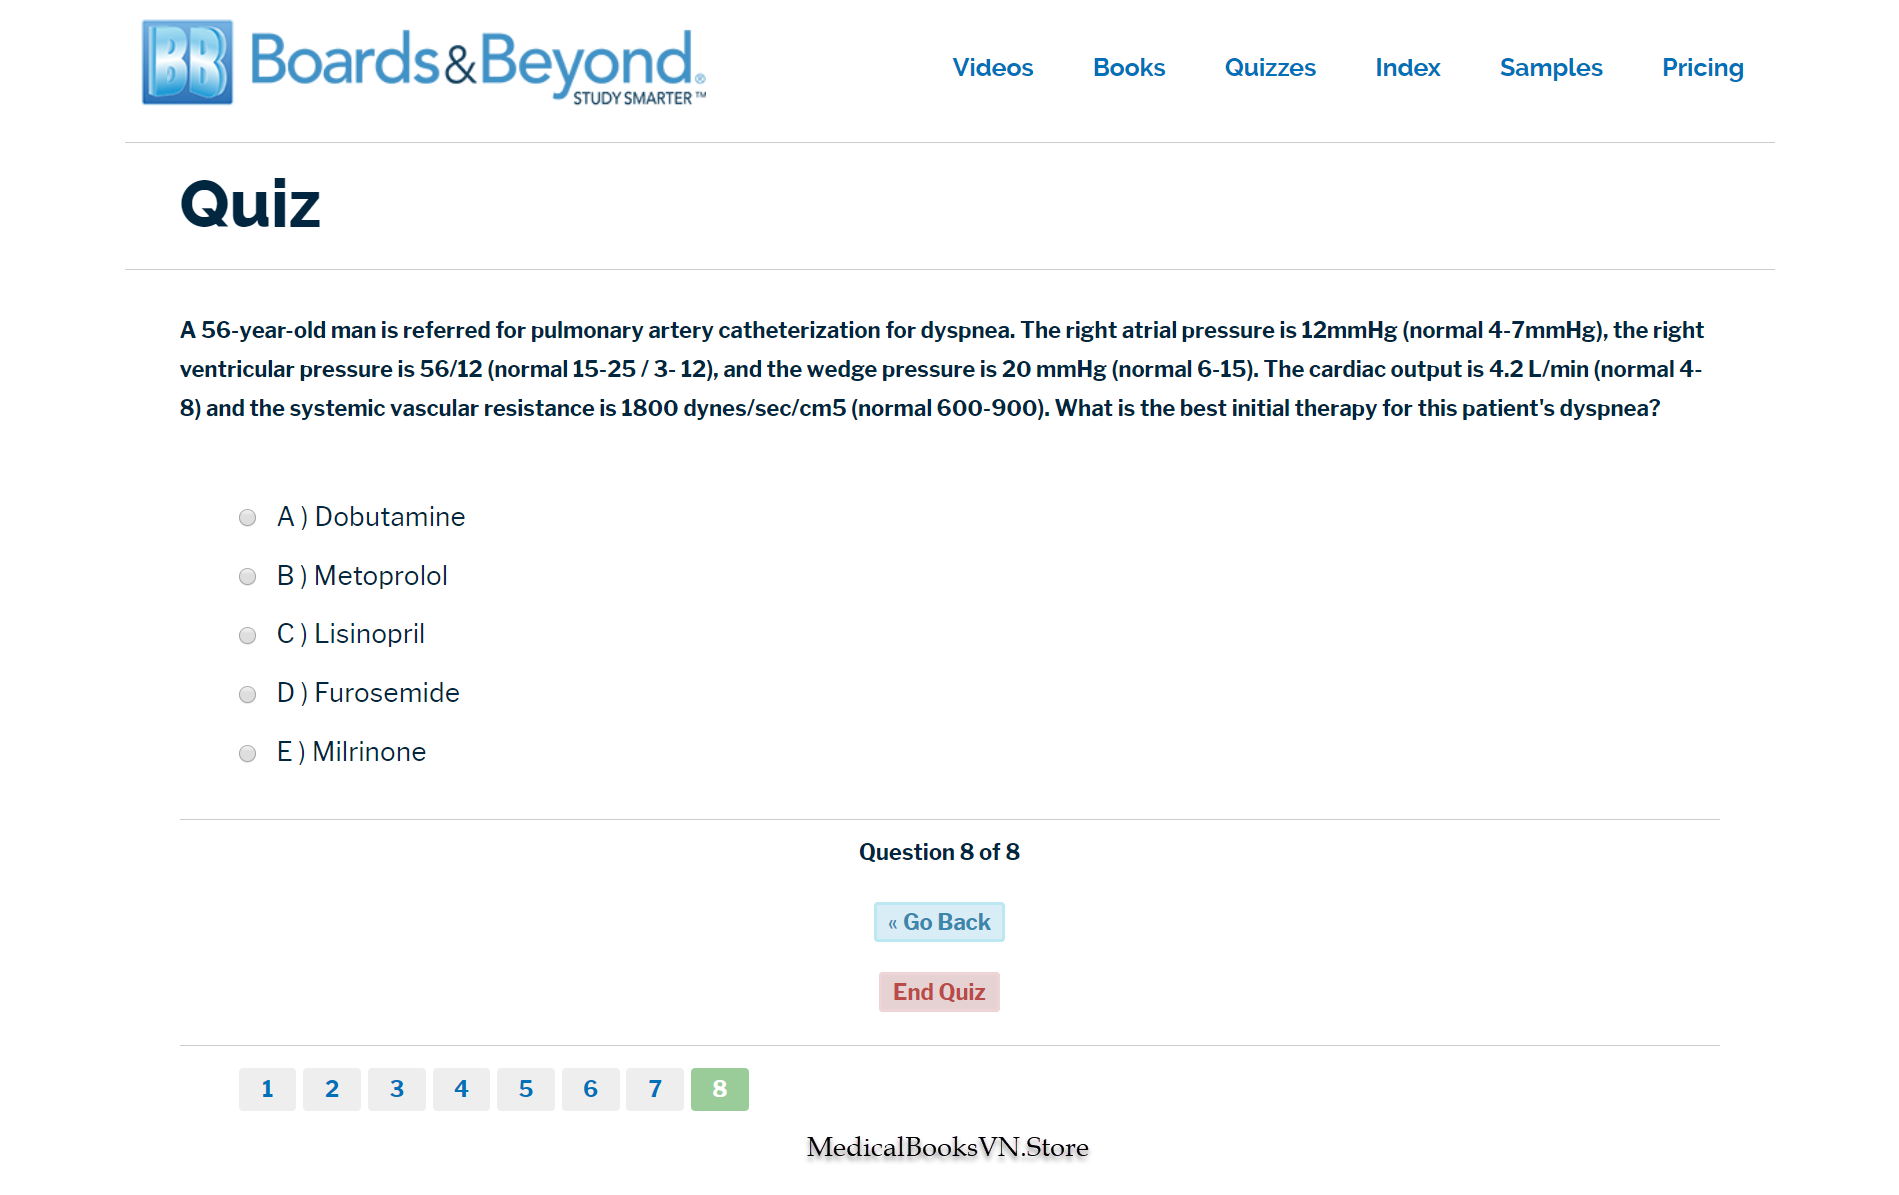 BB Boards&Beyond®
STUDY SMARTER™
Videos Books Quizzes Index Samples Pricing
Quiz
A 56-year-old man is referred for pulmonary artery catheterization for dyspnea. The right atrial pressure is 12mmHg (normal 4-7mmHg), the right
ventricular pressure is 56/12 (normal 15-25 / 3- 12), and the wedge pressure is 20 mmHg (normal 6-15). The cardiac output is 4.2 L/min (normal 4-
8) and the systemic vascular resistance is 1800 dynes/sec/cm5 (normal 600-900). What is the best initial therapy for this patient's dyspnea?
A ) Dobutamine
B ) Metoprolol
C ) Lisinopril
D ) Furosemide
E ) Milrinone
Question 8 of 8
« Go Back
End Quiz
1 2 3 4 5 6 7 8
MedicalBooksVN.Store